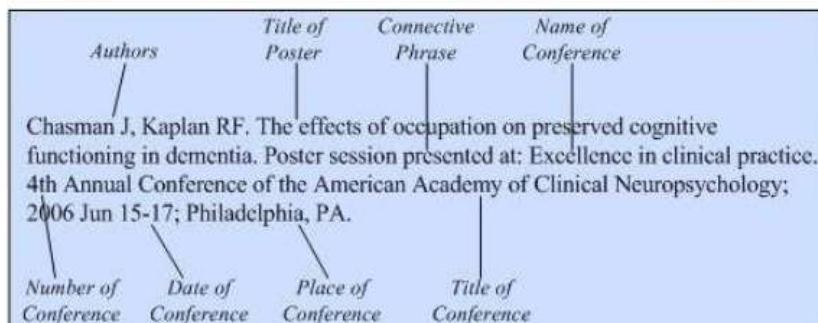 Title of Connective Name of
Authors Poster Phrase Conference
Chasman J, Kaplan RF. The effects of occupation on preserved cognitive
functioning in dementia. Poster session presented at: Excellence in clinical practice.
4th Annual Conference of the American Academy of Clinical Neuropsychology;
2006 Jun 15-17; Philadelphia, PA.
Number of Date of Place of Title of
Conference Conference Conference Conference